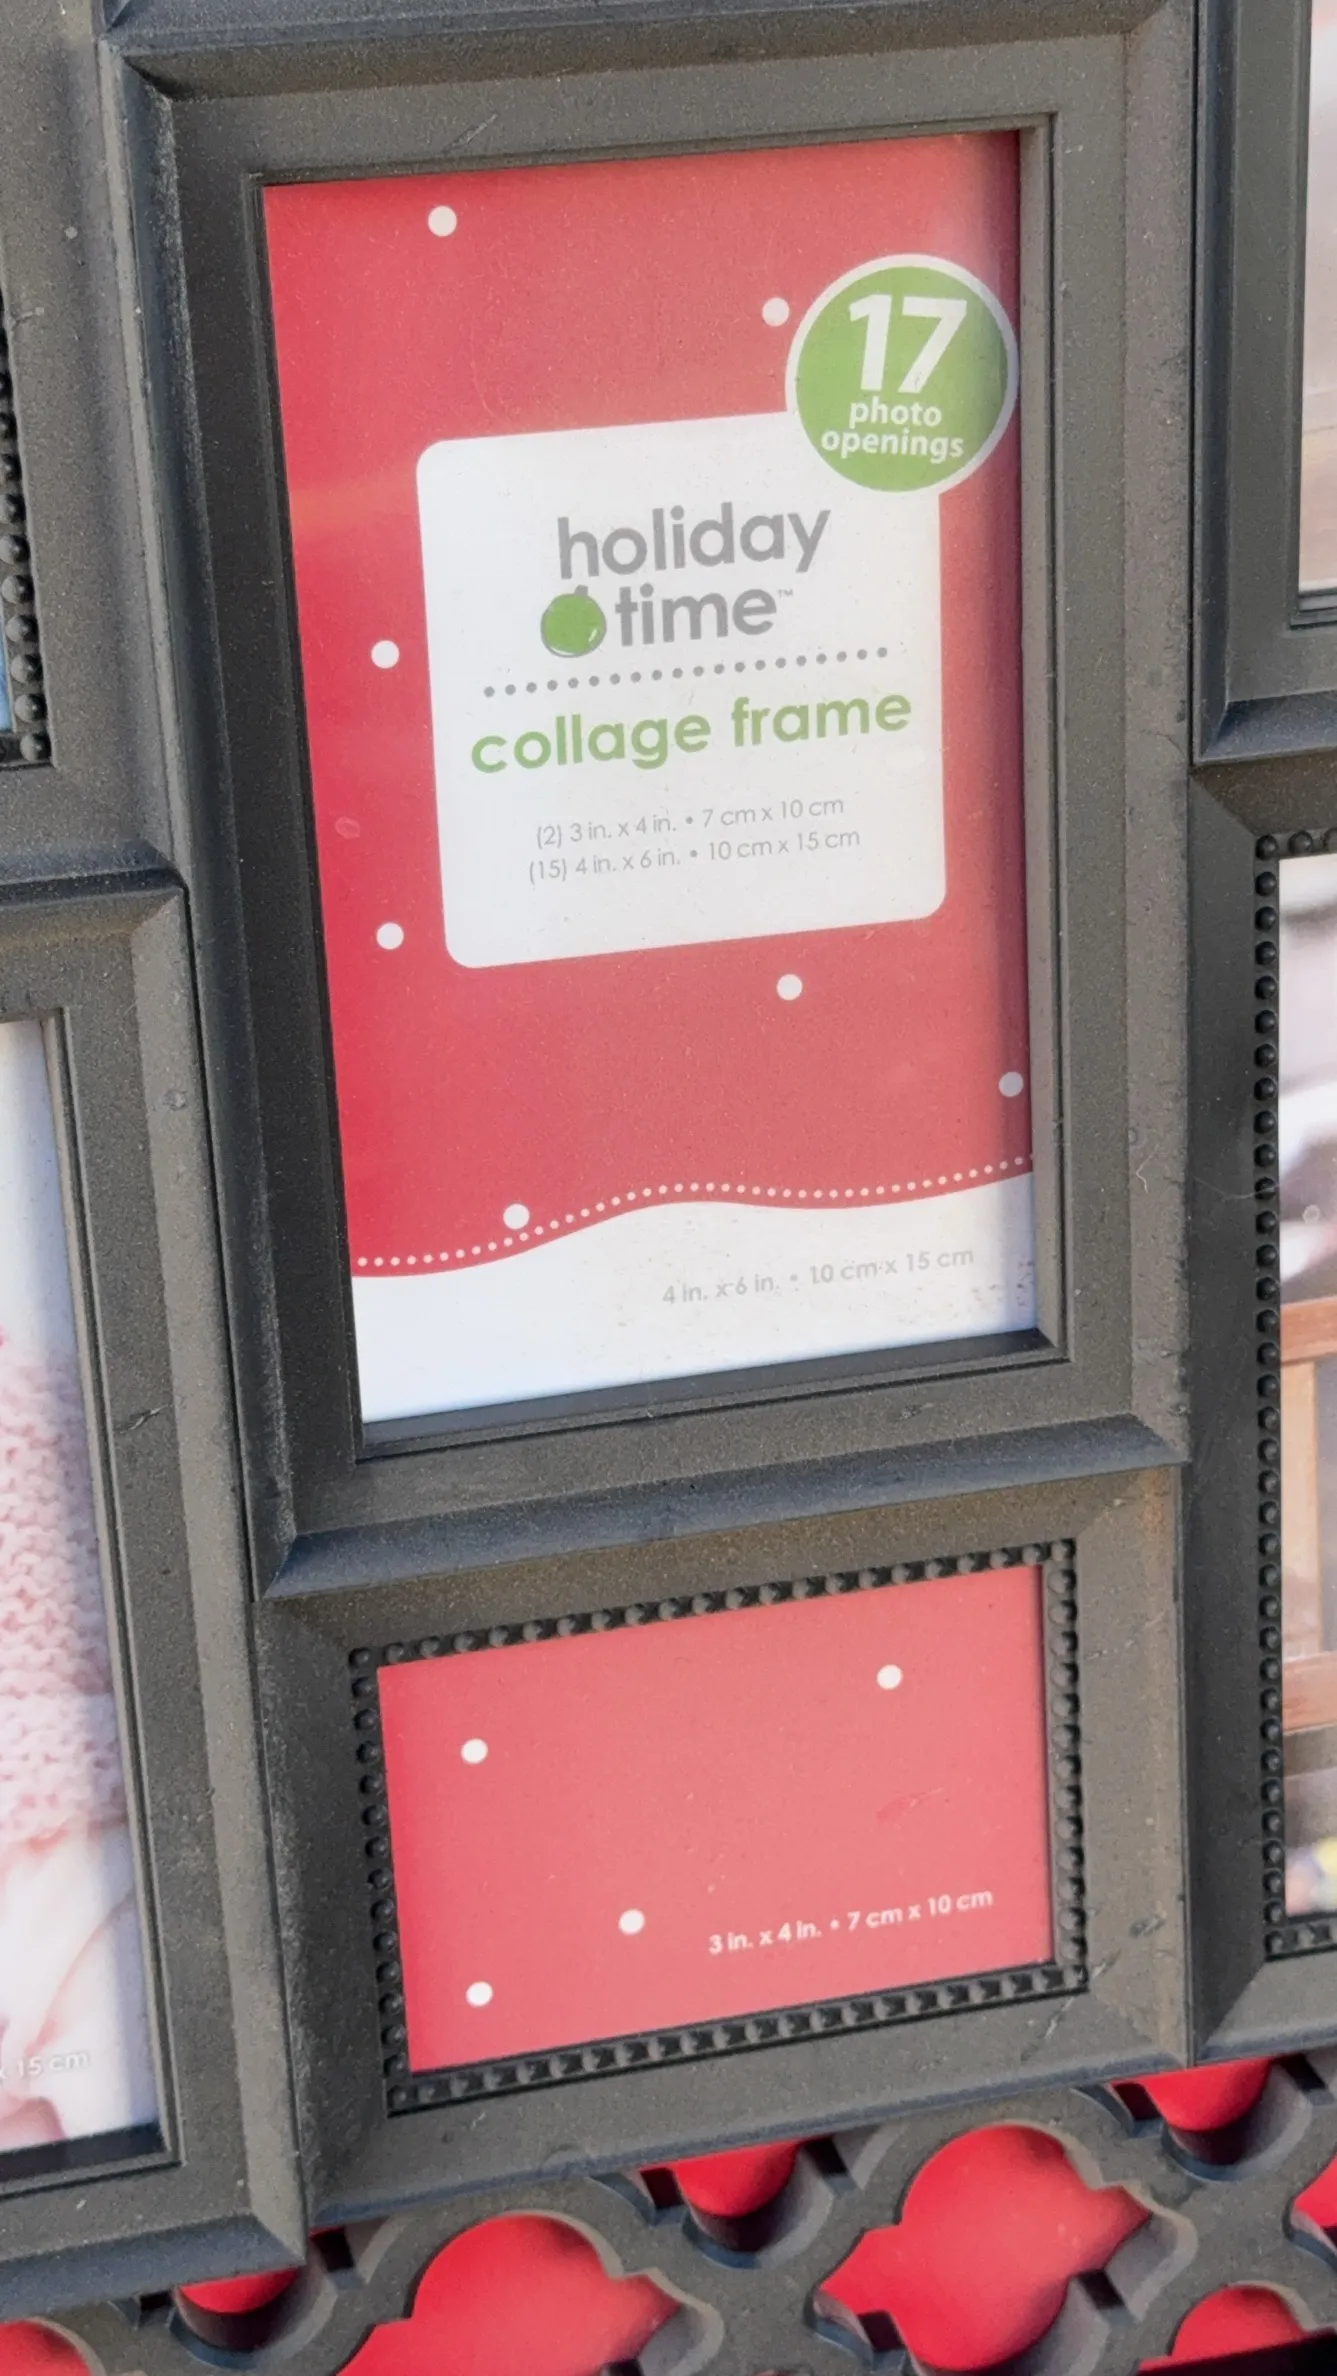 17
photo
openings
holiday
time™
collage frame
(2) 3 in. x 4 in. • 7 cm x 10 cm
(15) 4 in. x 6 in. • 10 cm x 15 cm
4 in. x 6 in. • 10 cm x 15 cm
3 in. x 4 in. • 7 cm x 10 cm
x 15 cm